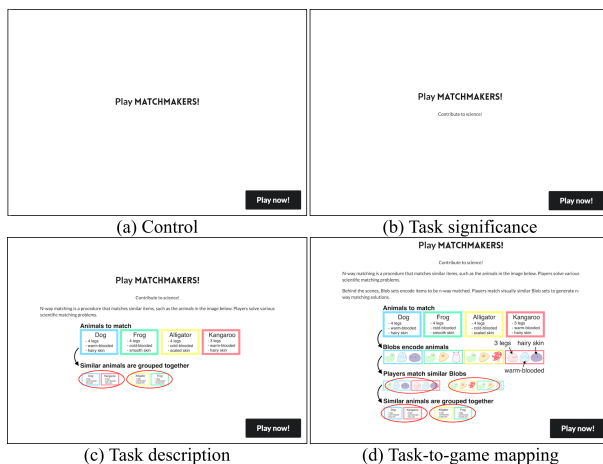 Play MATCHMAKERS!
Play now!
(a) Control
Play MATCHMAKERS!
Contribute to science!
Play now!
(b) Task significance
Play MATCHMAKERS!
Contribute to science!
N-way matching is a procedure that matches similar items, such as the animals in the image below. Players solve various
scientific matching problems.
Animals to match
Dog
- 4 legs
- warm-blooded
- hairy skin
Frog
- 4 legs
- cold-blooded
- smooth skin
Alligator
- 4 legs
- cold-blooded
- scaled skin
Kangaroo
- 3 legs
- warm-blooded
- hairy skin
Similar animals are grouped together
Play now!
(c) Task description
Play MATCHMAKERS!
Contribute to science!
N-way matching is a procedure that matches similar items, such as the animals in the image below. Players solve various
scientific matching problems.
Behind the scenes, Blob sets encode items to be n-way matched. Players match visually similar Blob sets to generate n-
way matching solutions.
Animals to match
Dog
- 4 legs
- warm-blooded
- hairy skin
Frog
- 4 legs
- cold-blooded
- smooth skin
Alligator
- 4 legs
- cold-blooded
- scaled skin
Kangaroo
- 3 legs
- warm-blooded
- hairy skin
3 legs hairy skin
Blobs encode animals
warm-blooded
Players match similar Blobs
Similar animals are grouped together
Play now!
(d) Task-to-game mapping